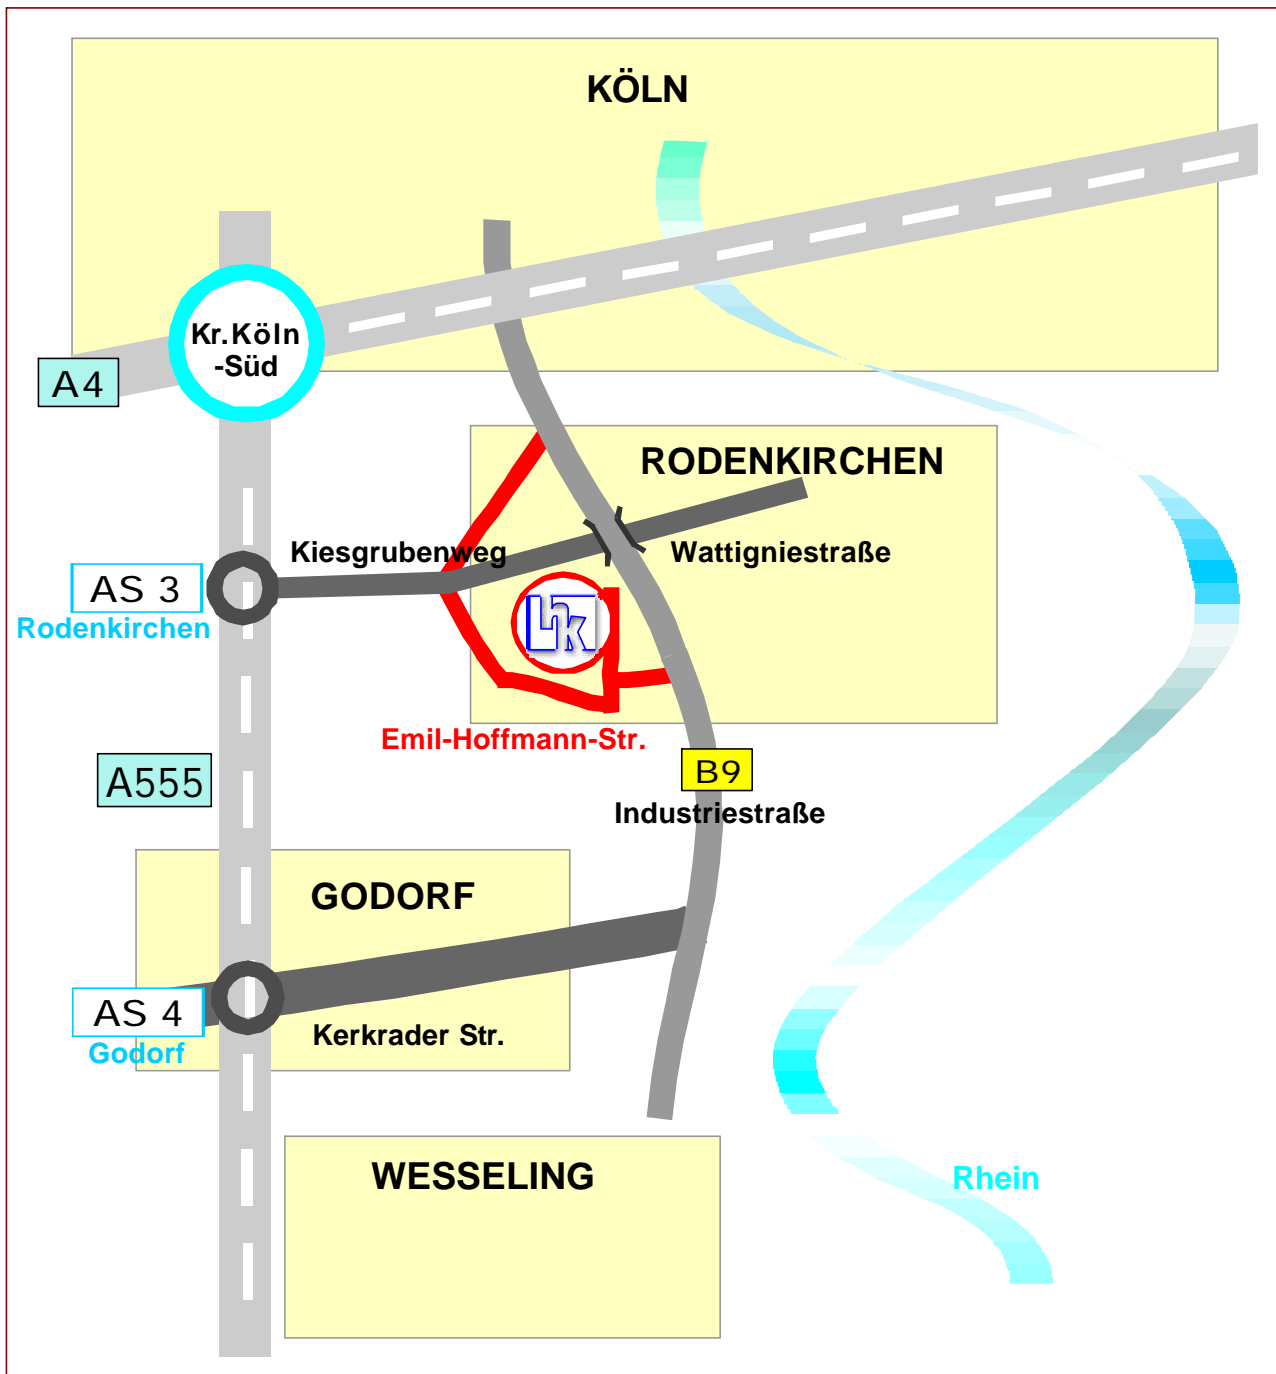 KÖLN
Kr.Köln
-Süd
A4
RODENKIRCHEN
Kiesgrubenweg
Wattigniestraße
AS 3
Rodenkirchen
hk
Emil-Hoffmann-Str.
B9
A555
Industriestraße
GODORF
AS 4
Kerkrader Str.
Godorf
WESSELING
Rhein